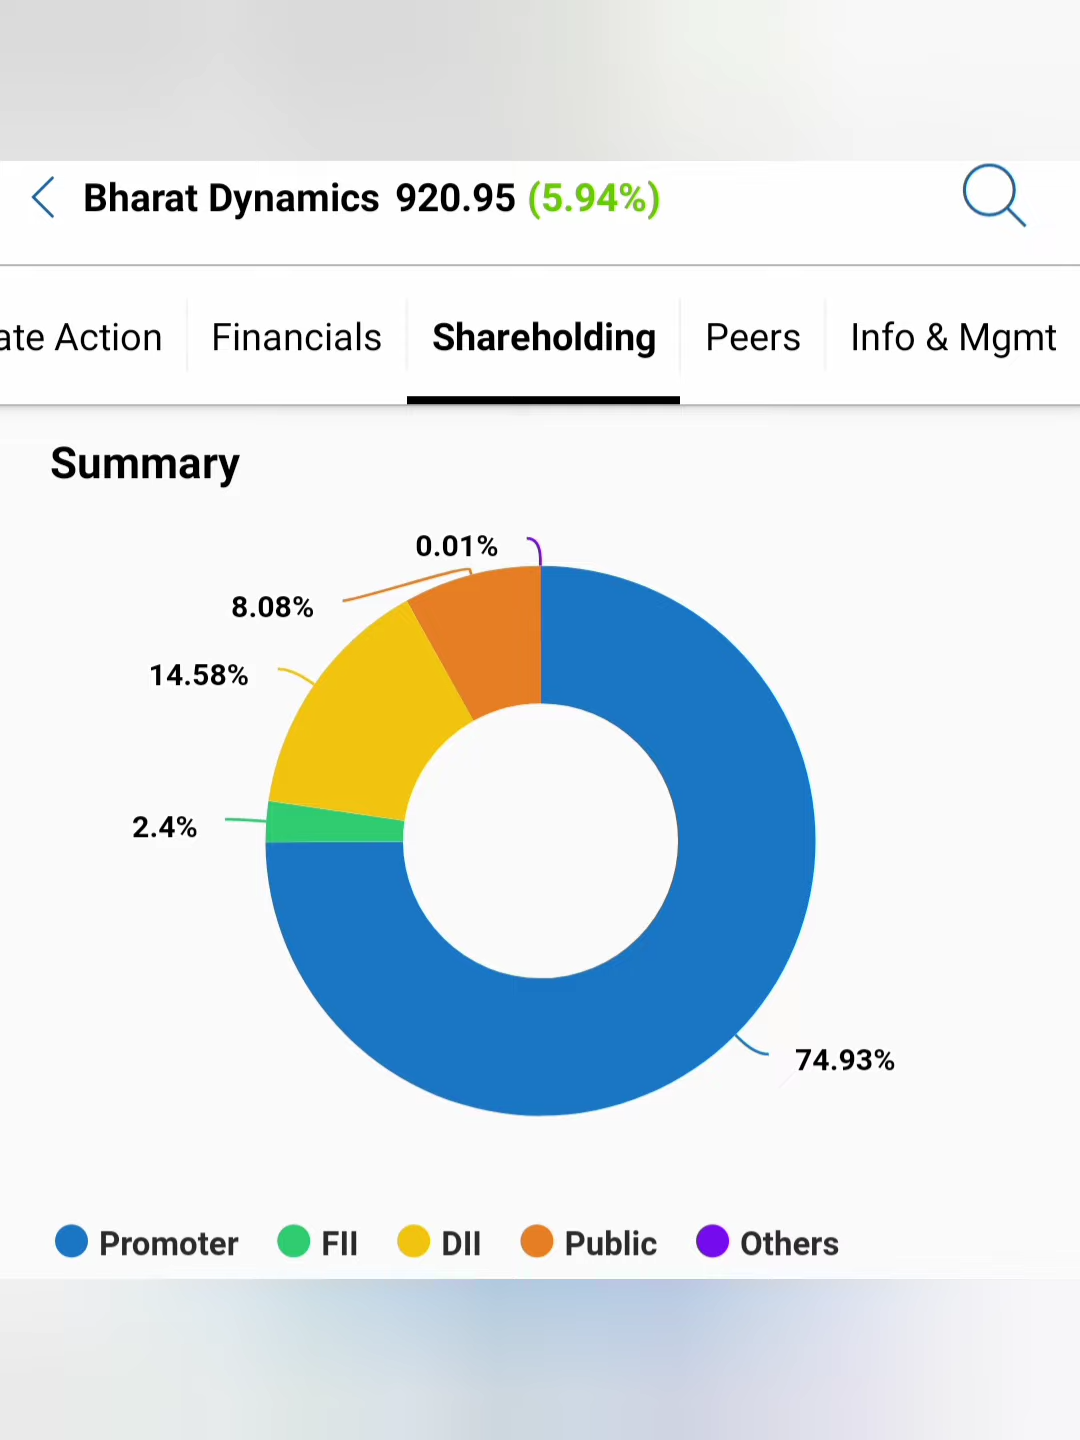 Bharat Dynamics 920.95 (5.94%)
ate Action Financials Shareholding Peers Info & Mgmt
Summary
0.01%
8.08%
14.58%
2.4%
74.93%
Promoter FII DII Public Others